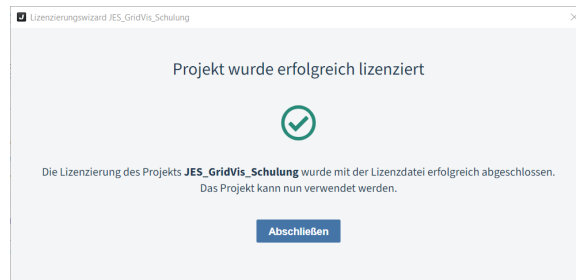 Lizenzierungswizard JES_GridVis_Schulung
Projekt wurde erfolgreich lizenziert
Die Lizenzierung des Projekts JES_GridVis_Schulung wurde mit der Lizenzdatei erfolgreich abgeschlossen.
Das Projekt kann nun verwendet werden.
Abschließen